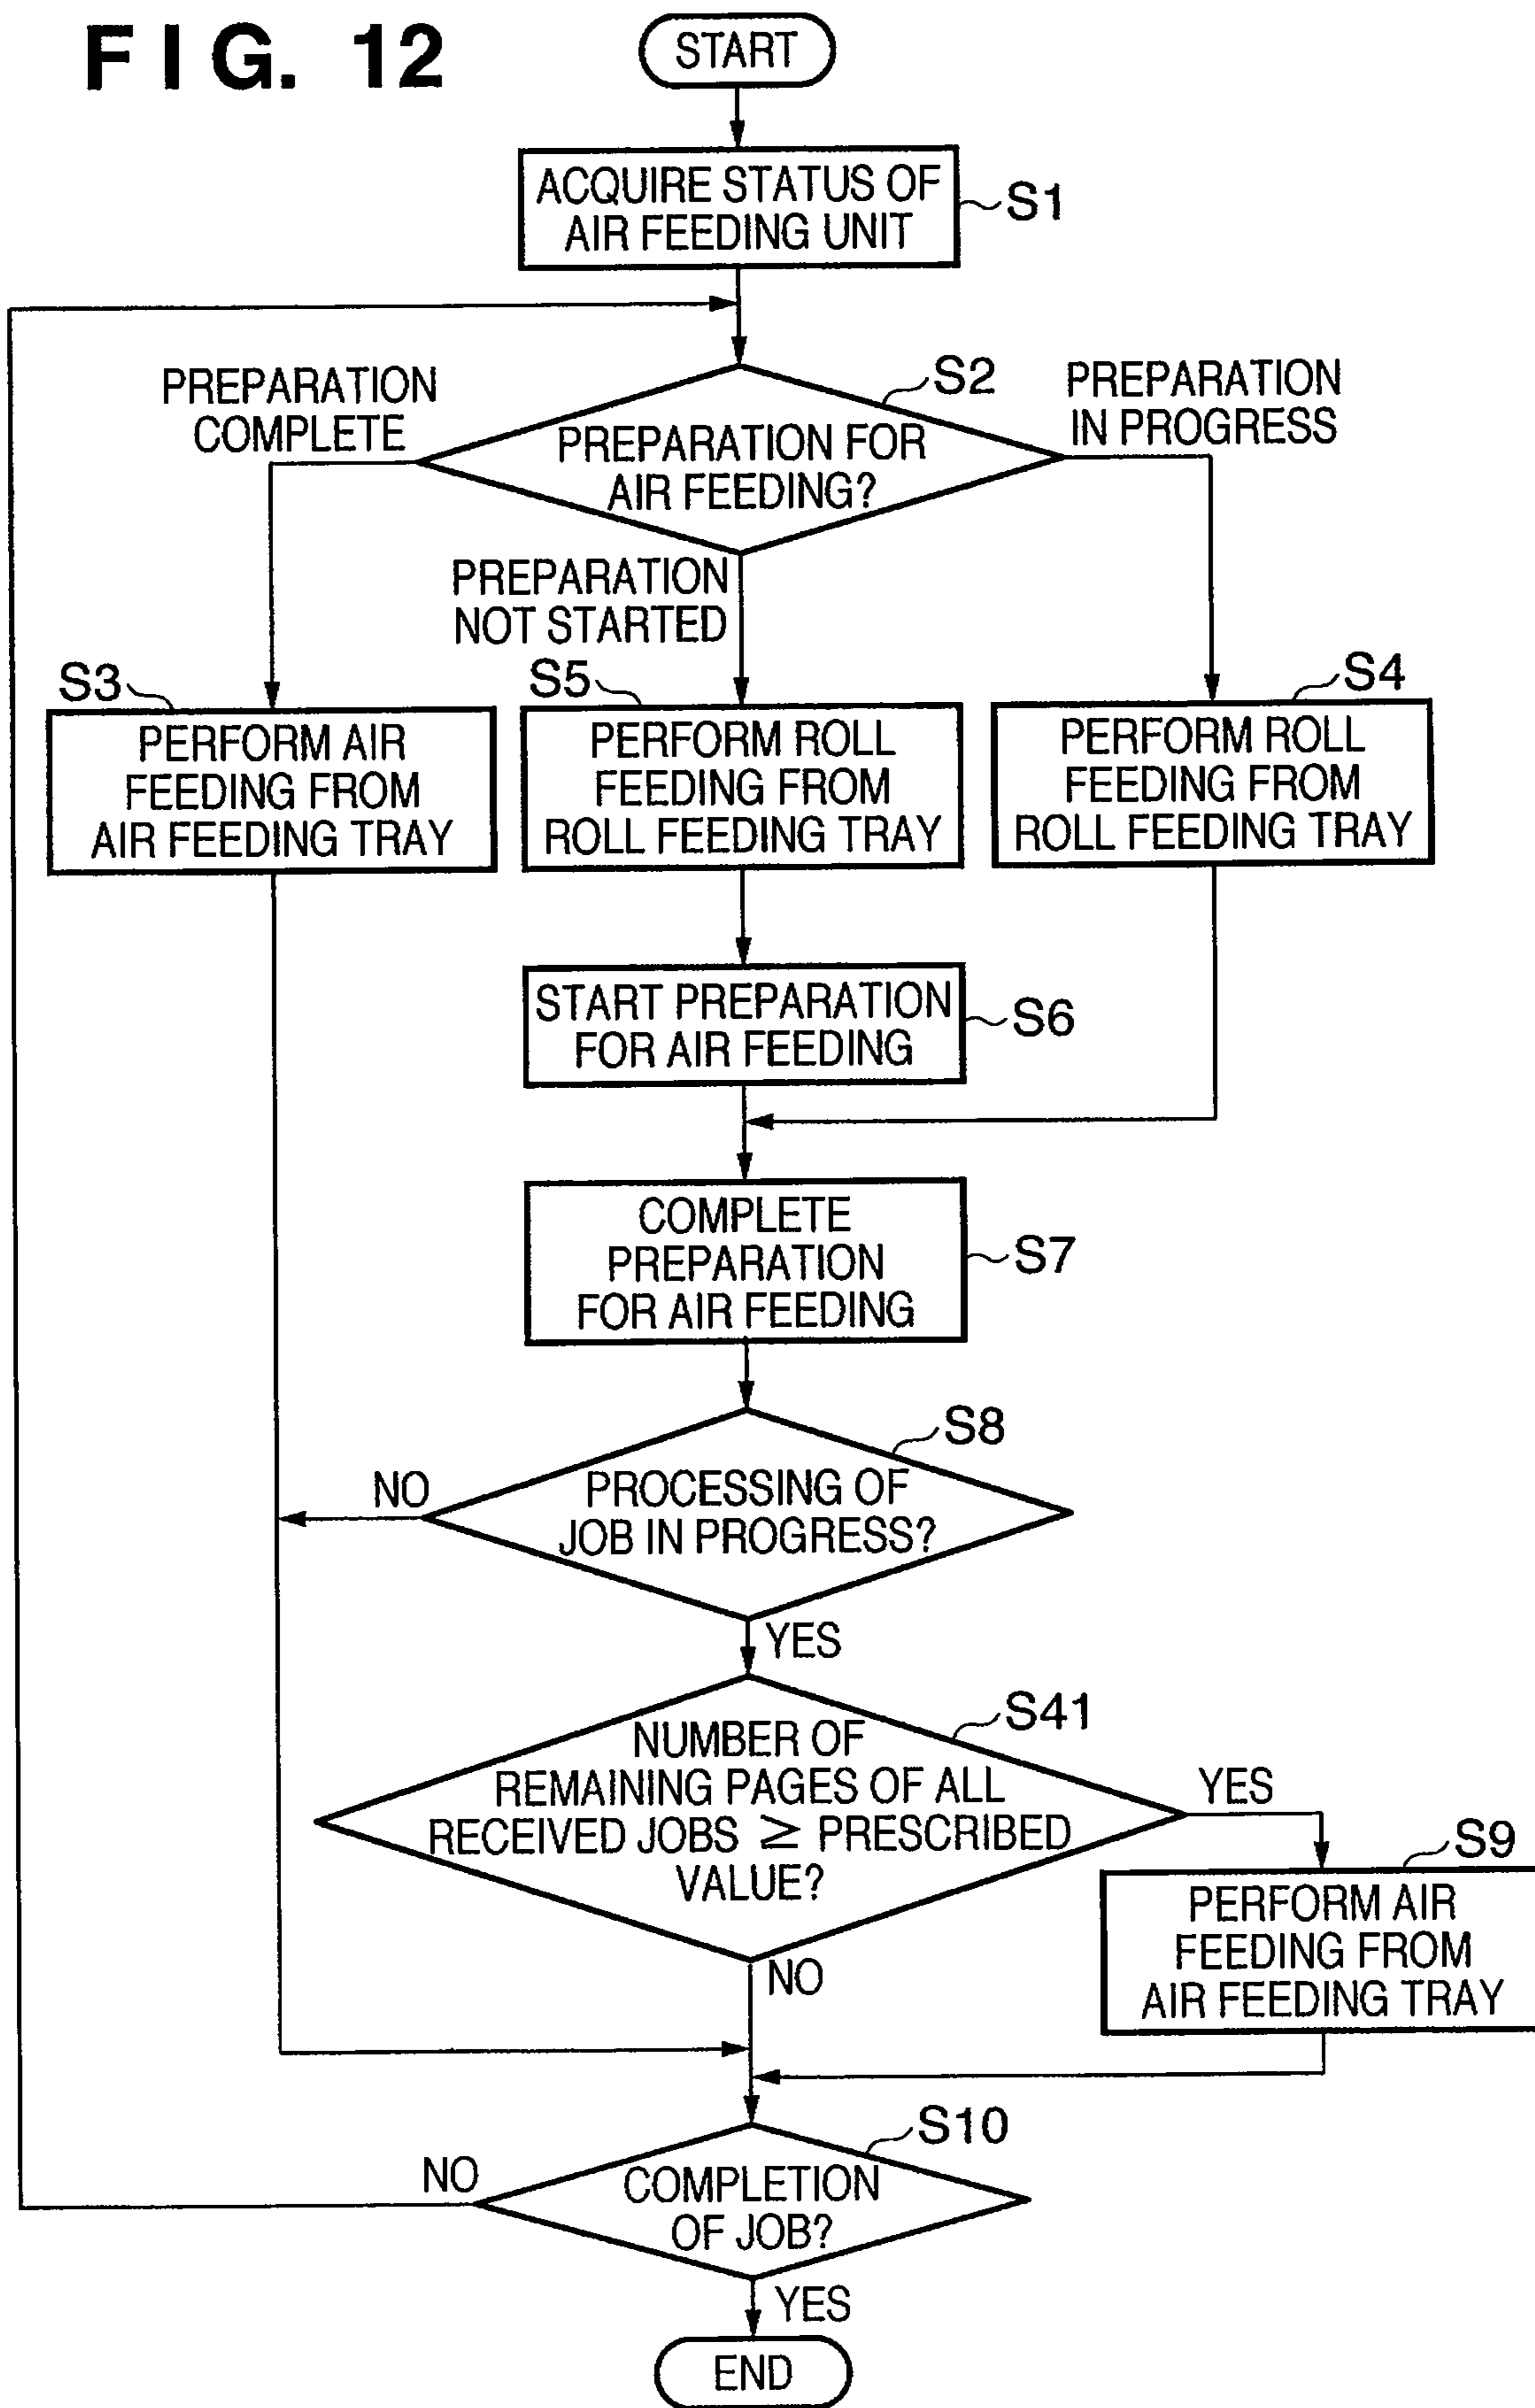 FIG. 12
START
ACQUIRE STATUS OF
AIR FEEDING UNIT
S1
S2
PREPARATION
COMPLETE
PREPARATION FOR
AIR FEEDING?
PREPARATION
IN PROGRESS
PREPARATION
NOT STARTED
S3
PERFORM AIR
FEEDING FROM
AIR FEEDING TRAY
S5
PERFORM ROLL
FEEDING FROM
ROLL FEEDING TRAY
S4
PERFORM ROLL
FEEDING FROM
ROLL FEEDING TRAY
START PREPARATION
FOR AIR FEEDING
S6
COMPLETE
PREPARATION
FOR AIR FEEDING
S7
S8
NO
PROCESSING OF
JOB IN PROGRESS?
YES
S41
NUMBER OF
REMAINING PAGES OF ALL
RECEIVED JOBS ≥ PRESCRIBED
VALUE?
YES
S9
PERFORM AIR
FEEDING FROM
AIR FEEDING TRAY
NO
S10
NO
COMPLETION
OF JOB?
YES
END